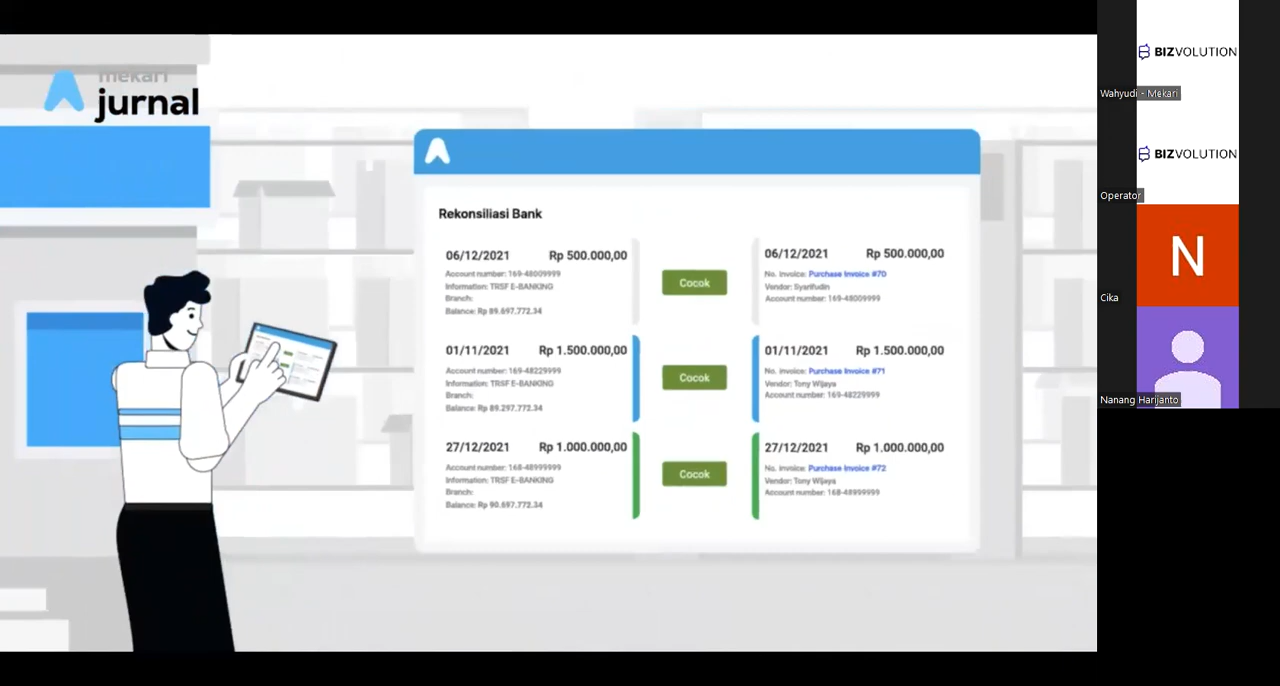 mekari
jurnal
Rekonsiliasi Bank
06/12/2021 Rp 500.000,00
Account number: 169-48009999
Information: TRSF E-BANKING
Branch:
Balance: Rp 89.697.772.34
Cocok
06/12/2021 Rp 500.000,00
No. invoice: Purchase Invoice #70
Vendor: Syarifudin
Account number: 169-48009999
01/11/2021 Rp 1.500.000,00
Account number: 169-48229999
Information: TRSF E-BANKING
Branch:
Balance: Rp 89.297.772.34
Cocok
01/11/2021 Rp 1.500.000,00
No. invoice: Purchase Invoice #71
Vendor: Tony Wijaya
Account number: 169-48229999
27/12/2021 Rp 1.000.000,00
Account number: 168-48999999
Information: TRSF E-BANKING
Branch:
Balance: Rp 90.697.772.34
Cocok
27/12/2021 Rp 1.000.000,00
No. invoice: Purchase Invoice #72
Vendor: Tony Wijaya
Account number: 168-48999999
BIZVOLUTION
Wahyudi - Mekari
BIZVOLUTION
Operator
N
Cika
Nanang Harijanto